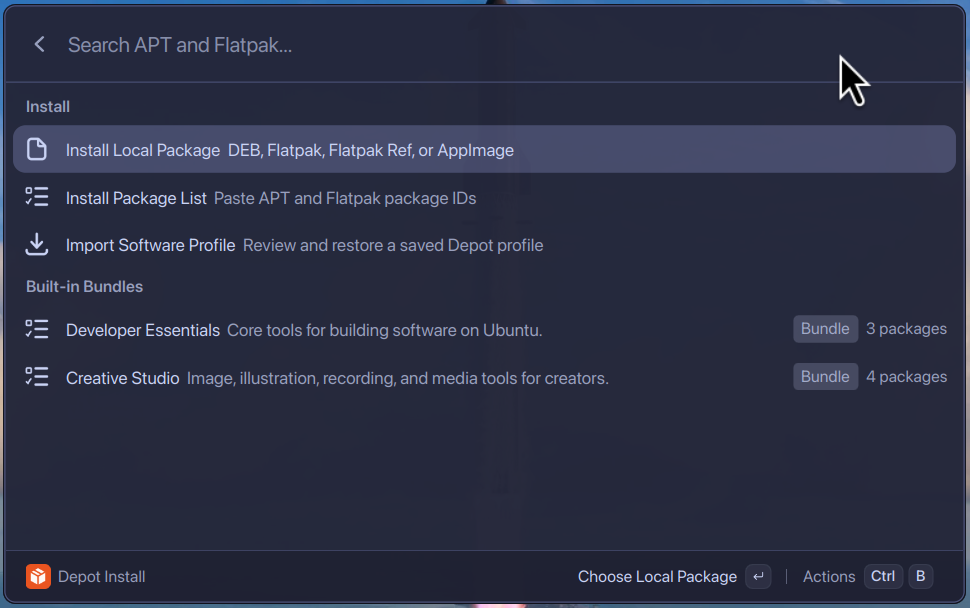 Search APT and Flatpak...
Install
Install Local Package DEB, Flatpak, Flatpak Ref, or AppImage
Install Package List Paste APT and Flatpak package IDs
Import Software Profile Review and restore a saved Depot profile
Built-in Bundles
Developer Essentials Core tools for building software on Ubuntu. Bundle 3 packages
Creative Studio Image, illustration, recording, and media tools for creators. Bundle 4 packages
Depot Install Choose Local Package ↵ | Actions Ctrl B